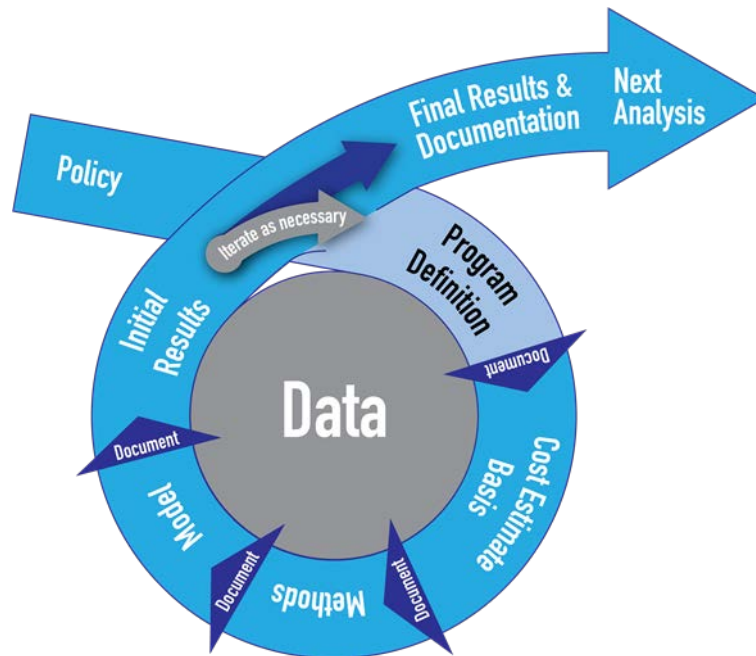 Policy
Program
Definition
Document
Cost Estimate
Basis
Document
Methods
Document
Model
Document
Initial
Results
Iterate as necessary
Final Results &
Documentation
Next
Analysis
Data